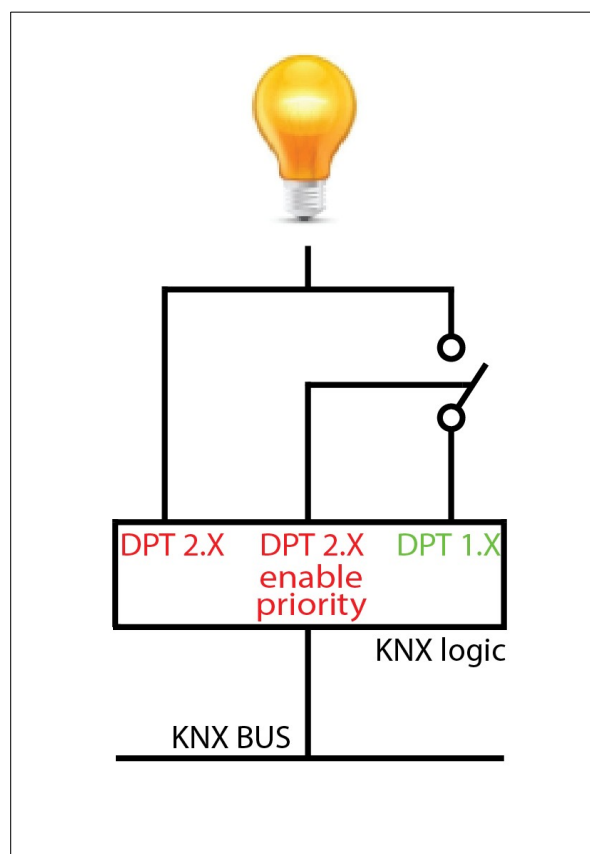 DPT 2.X DPT 2.X DPT 1.X
enable
priority
KNX logic
KNX BUS